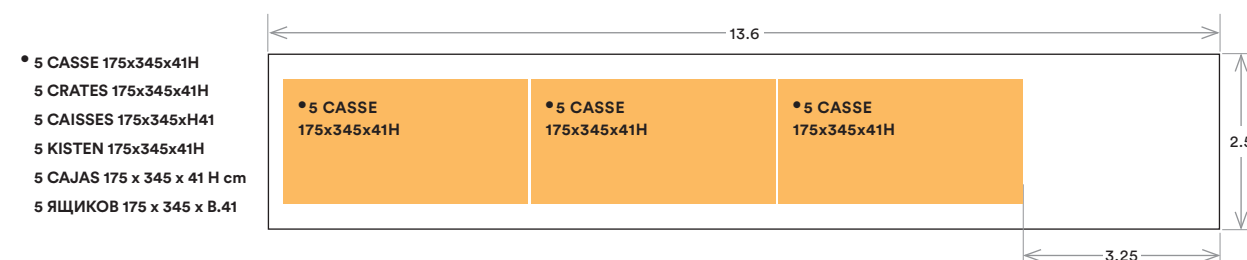 13.6
• 5 CASSE 175x345x41H
5 CRATES 175x345x41H
5 CAISSES 175x345xH41
5 KISTEN 175x345x41H
5 CAJAS 175 x 345 x 41 H cm
5 ЯЩИКОВ 175 x 345 x В.41
•5 CASSE
175x345x41H
•5 CASSE
175x345x41H
•5 CASSE
175x345x41H
3.25